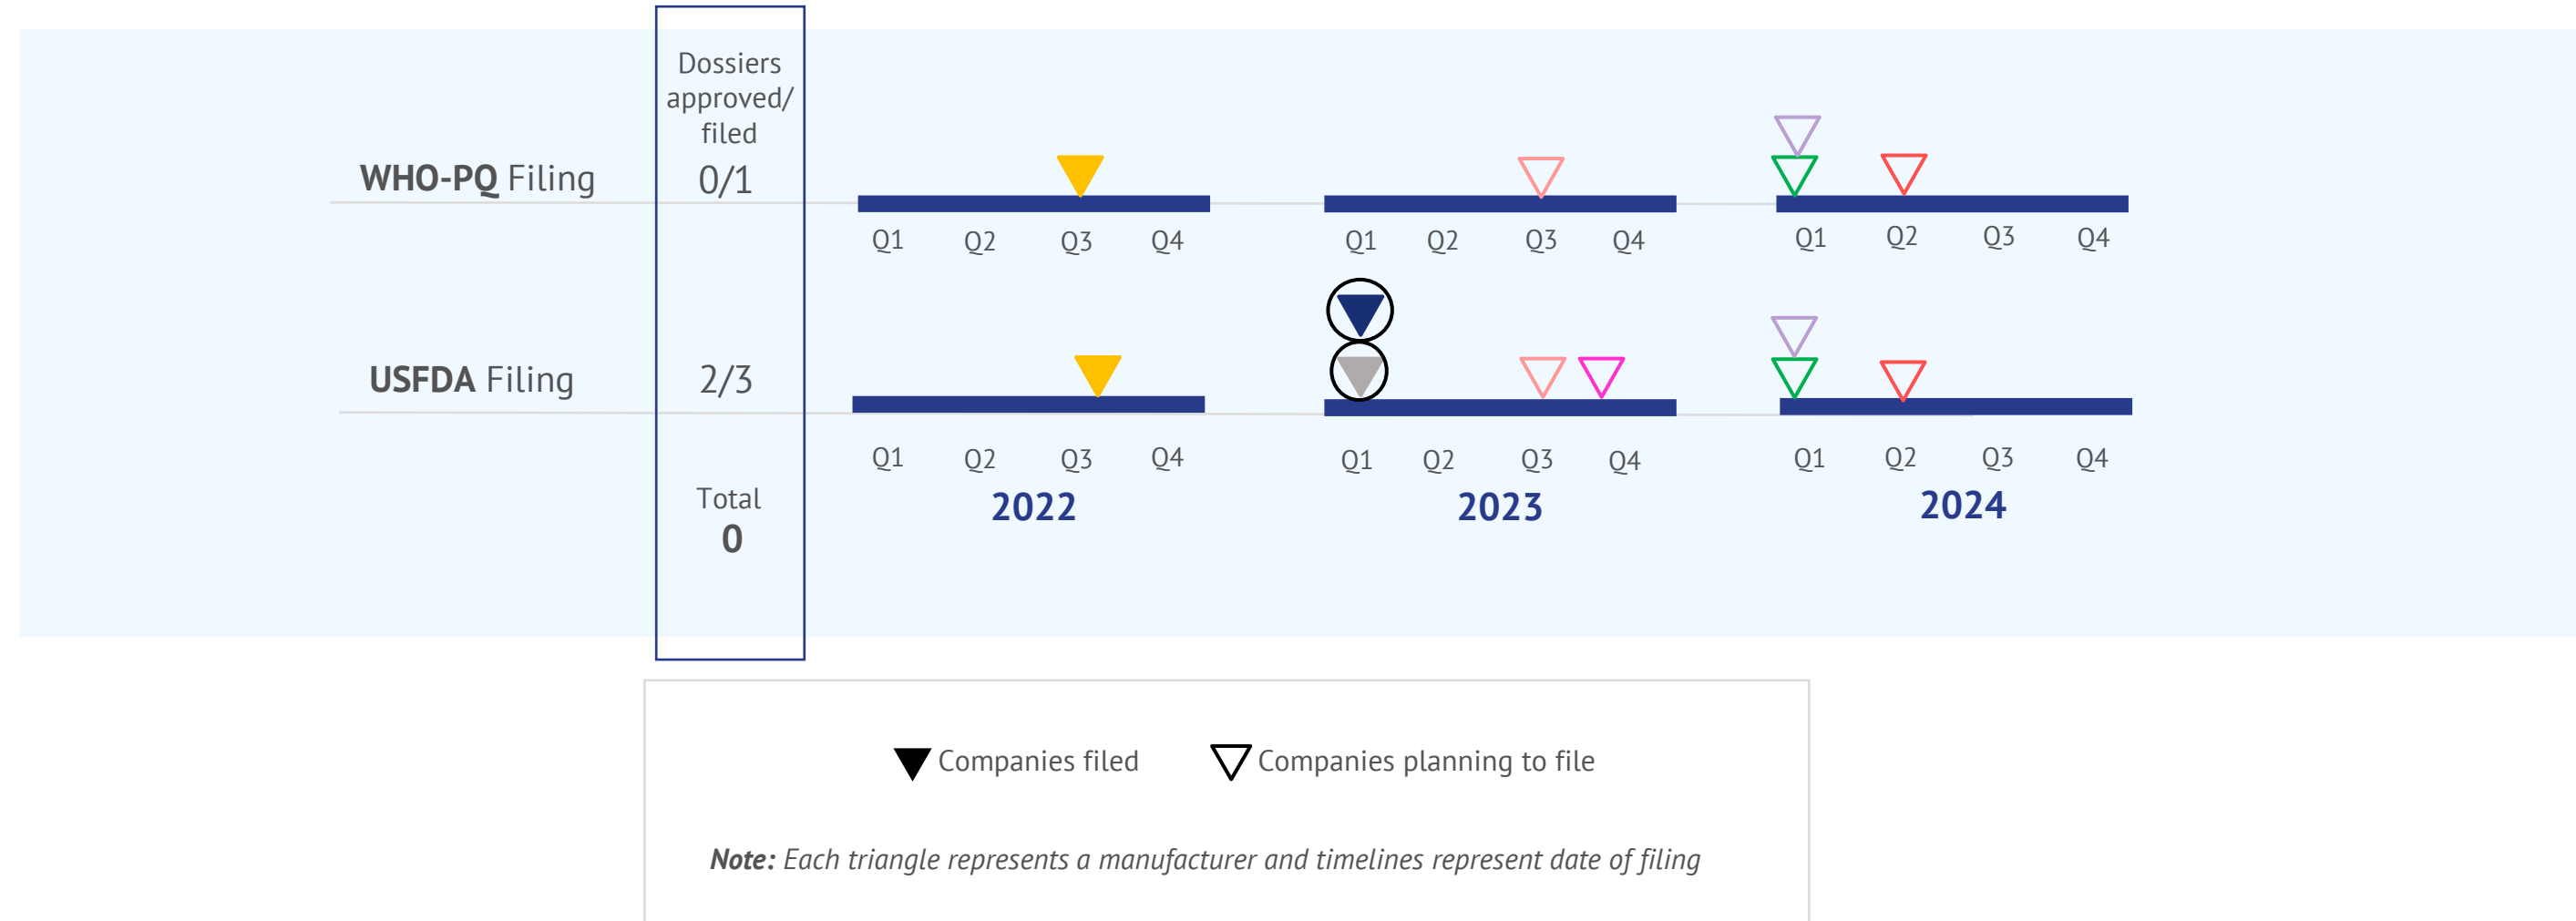 Dossiers
approved/
filed
WHO-PQ Filing 0/1
Q1 Q2 Q3 Q4 Q1 Q2 Q3 Q4 Q1 Q2 Q3 Q4
USFDA Filing 2/3
Q1 Q2 Q3 Q4 Q1 Q2 Q3 Q4 Q1 Q2 Q3 Q4
Total 2022 2023 2024
0
Companies filed Companies planning to file
Note: Each triangle represents a manufacturer and timelines represent date of filing